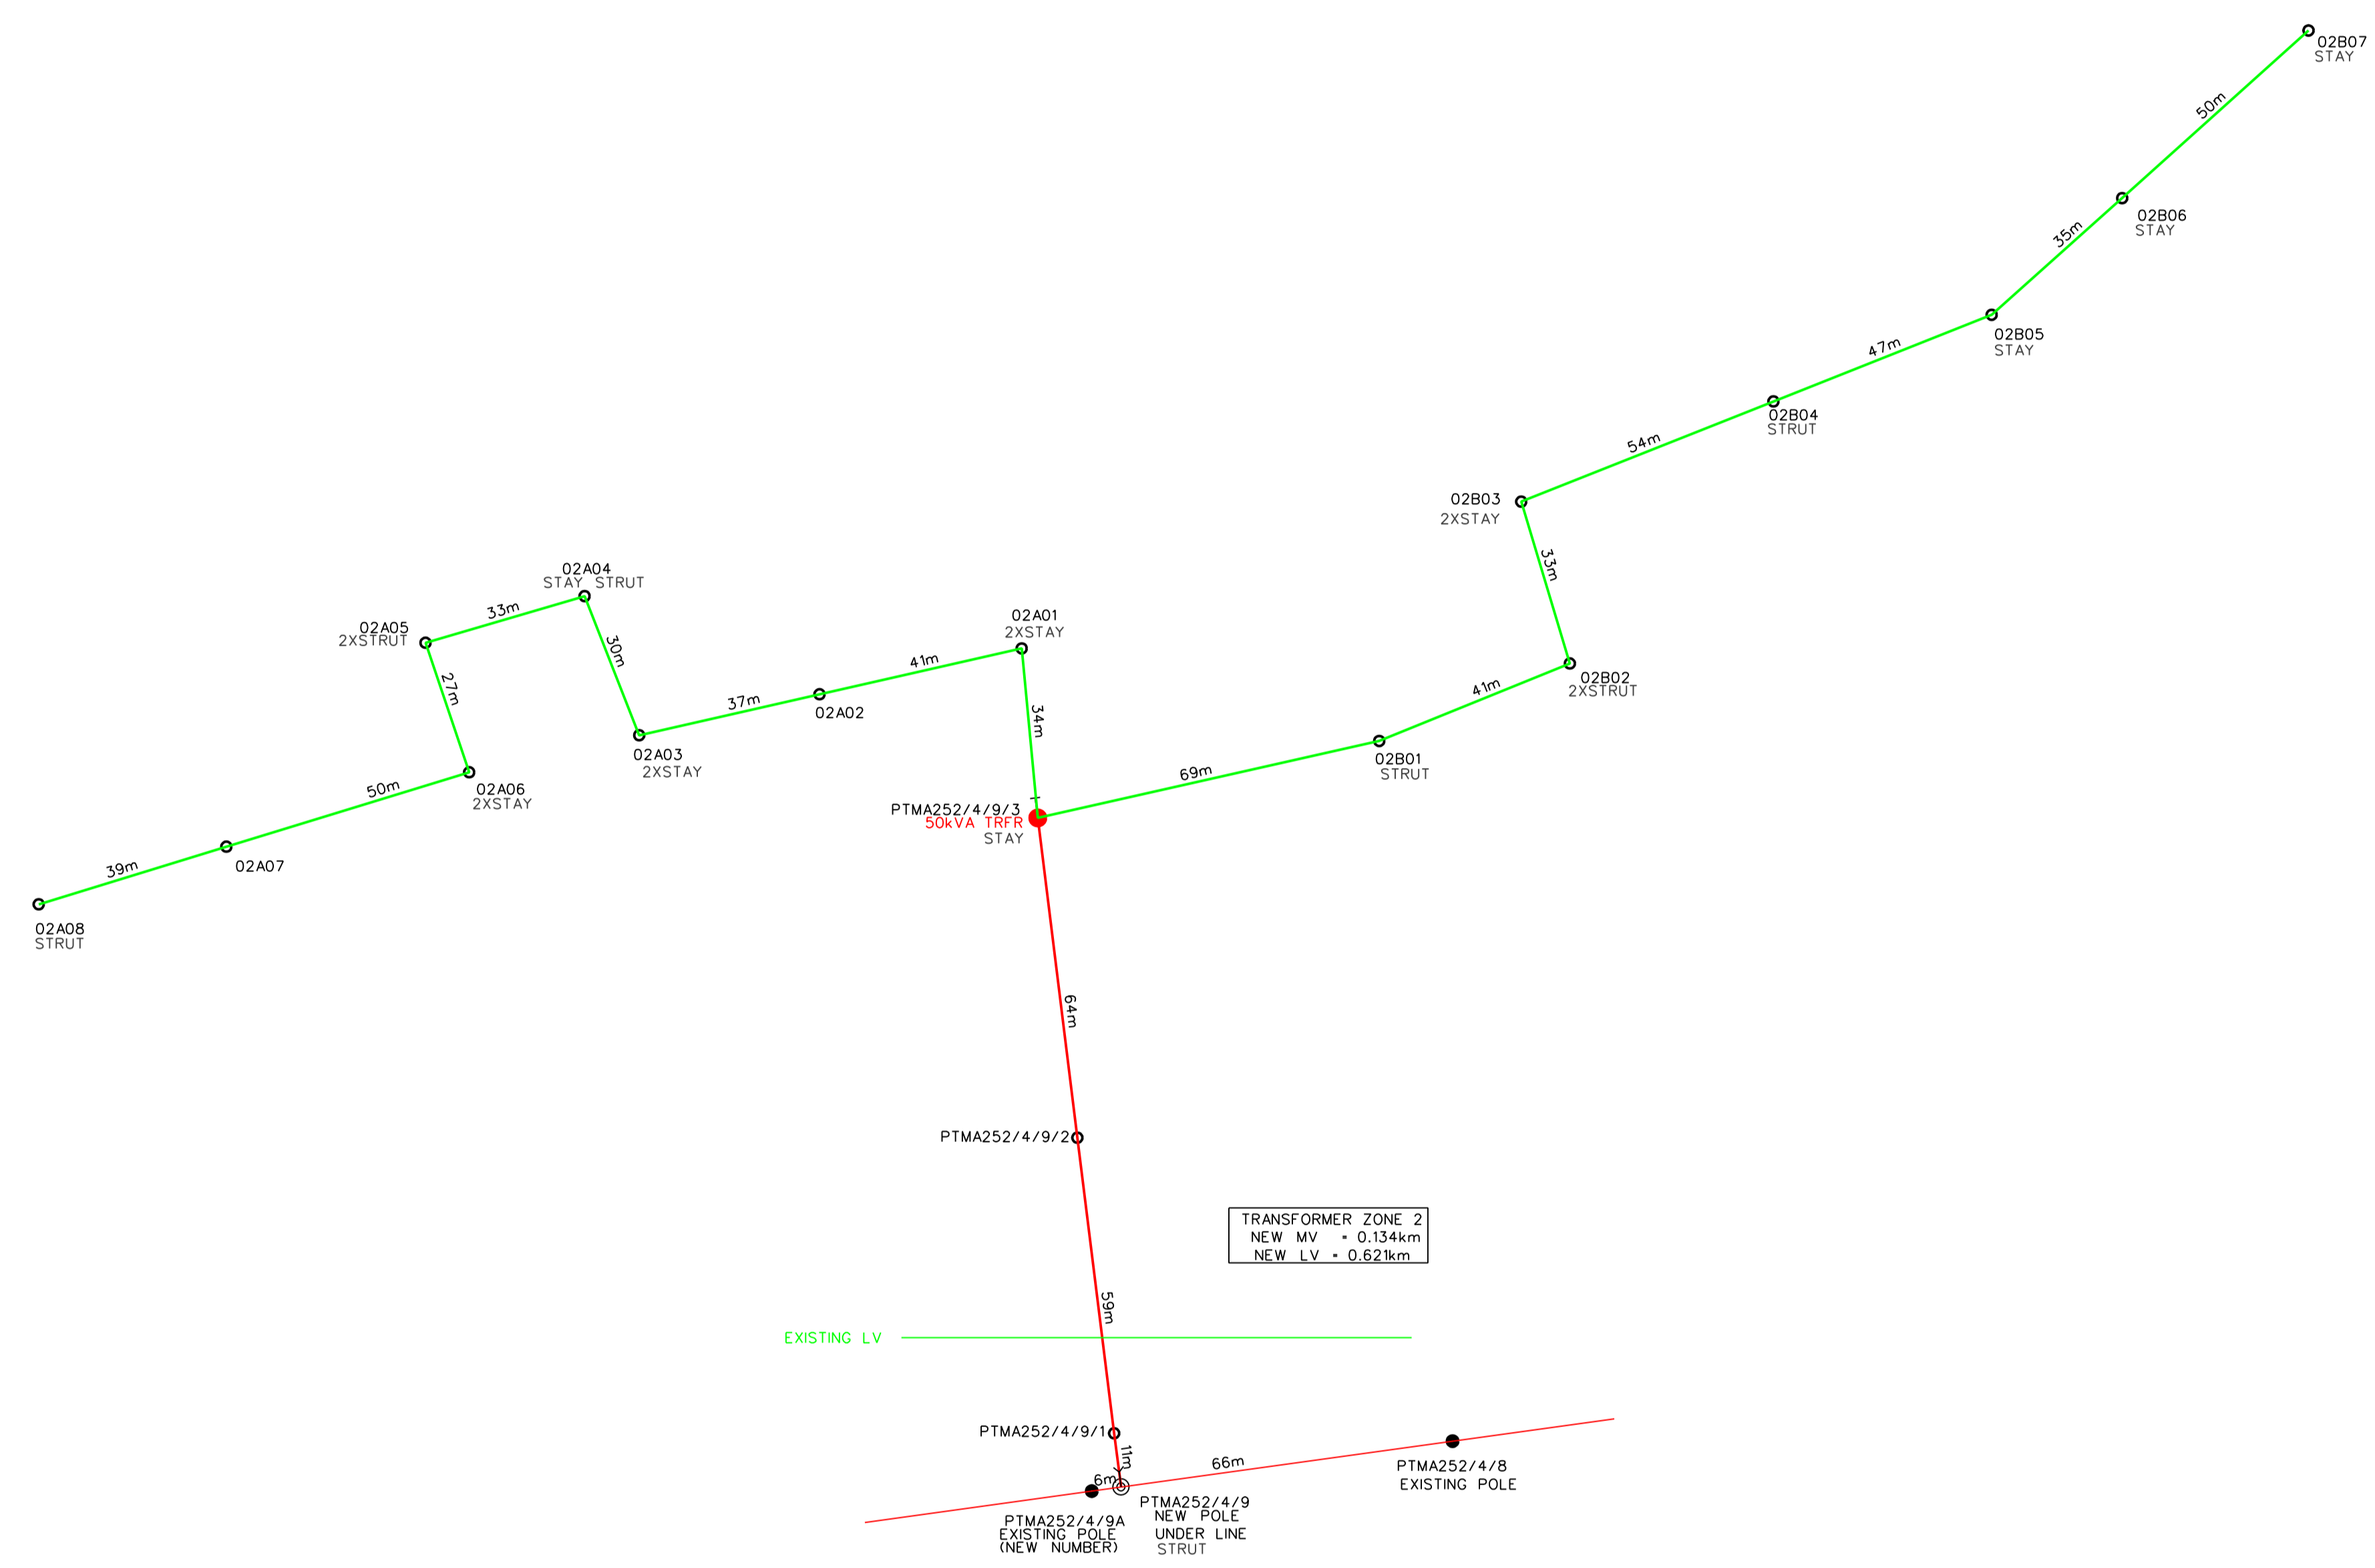 02B07
STAY
50m
02B06
STAY
35m
02B05
STAY
47m
02B04
STRUT
54m
02B03
2XSTAY
33m
02B02
2XSTRUT
41m
02B01
STRUT
69m
02A04
STAY STRUT
33m
02A05
2XSTRUT
30m
27m
02A01
2XSTAY
41m
37m
02A02
34m
02A03
2XSTAY
50m
02A06
2XSTAY
39m
02A07
02A08
STRUT
PTMA252/4/9/3
50kVA TRFR
STAY
64m
PTMA252/4/9/2
TRANSFORMER ZONE 2
NEW MV = 0.134km
NEW LV = 0.621km
59m
EXISTING LV
PTMA252/4/9/1
11m
6m
66m
PTMA252/4/8
EXISTING POLE
PTMA252/4/9
NEW POLE
UNDER LINE
STRUT
PTMA252/4/9A
EXISTING POLE
(NEW NUMBER)